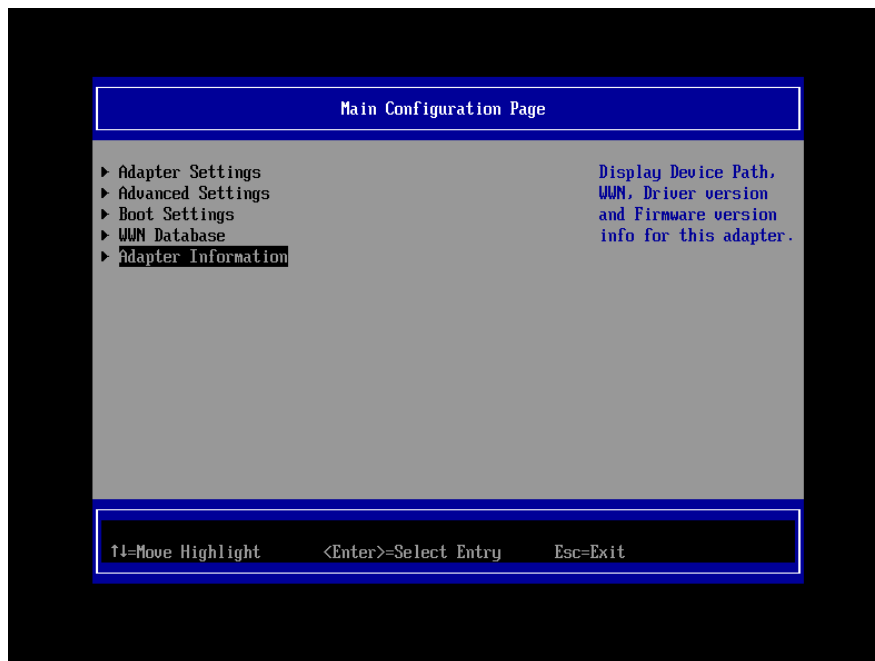 Main Configuration Page
▶ Adapter Settings
▶ Advanced Settings
▶ Boot Settings
▶ WWN Database
▶ Adapter Information
Display Device Path,
WWN, Driver version
and Firmware version
info for this adapter.
↑↓=Move Highlight <Enter>=Select Entry Esc=Exit